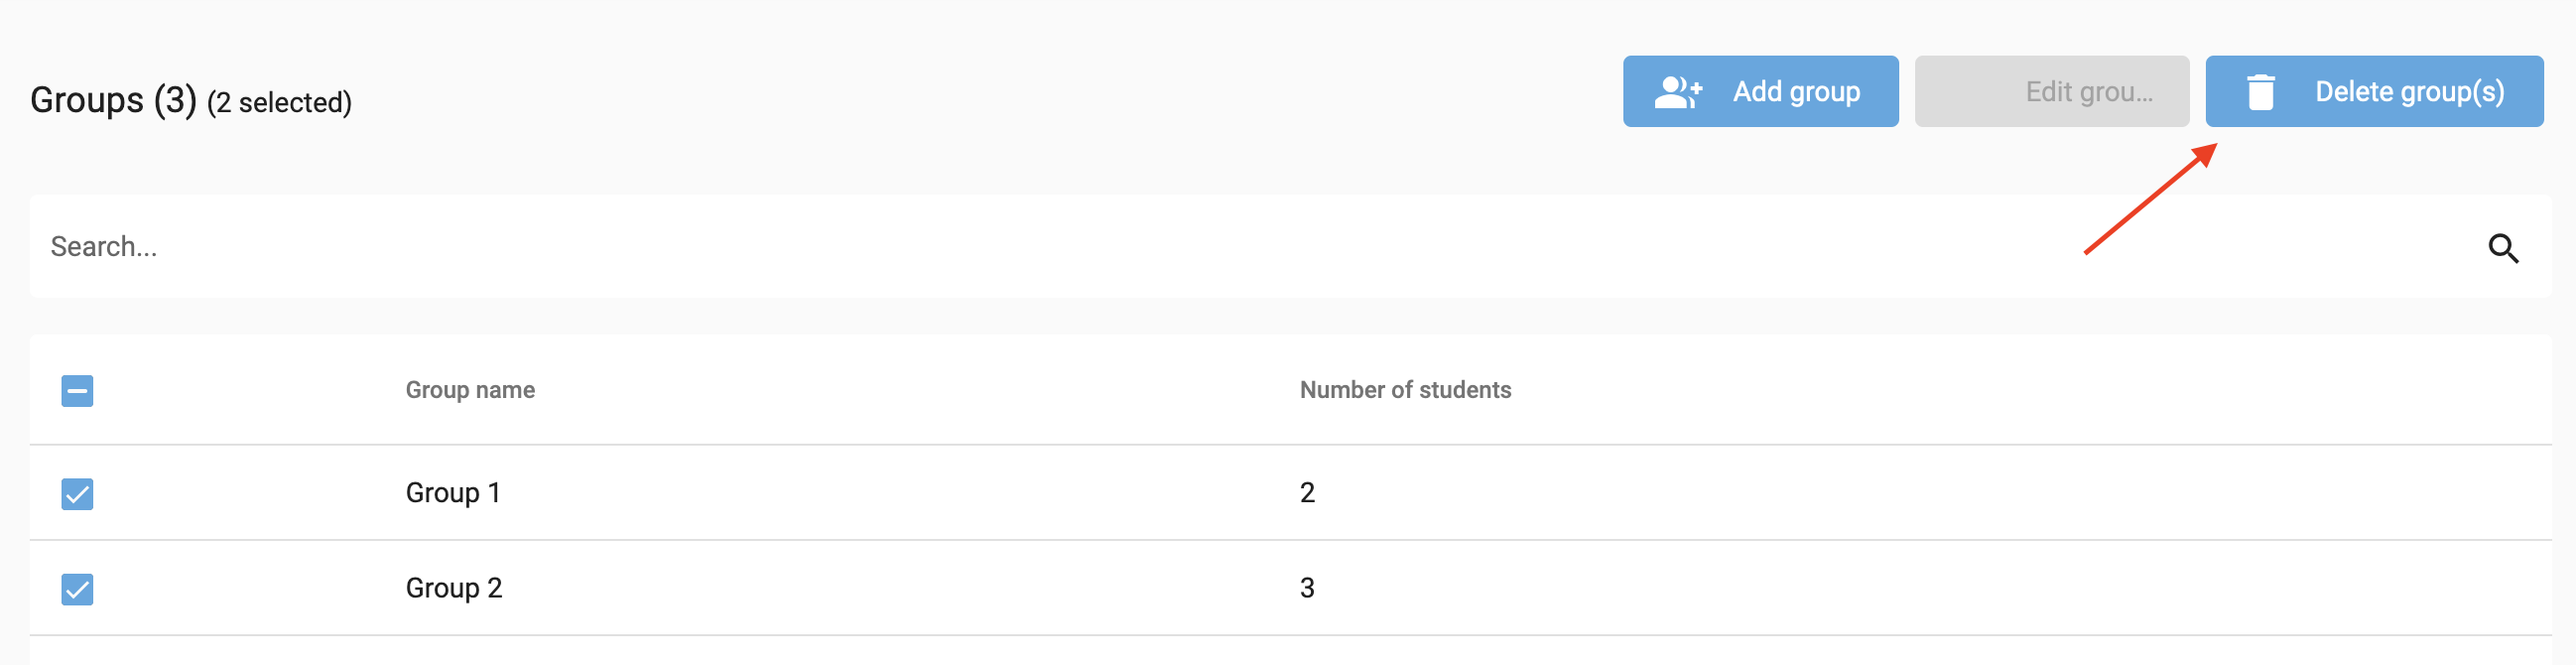 Groups (3) (2 selected)
Add group
Edit grou...
Delete group(s)
Search...
Group name Number of students
Group 1 2
Group 2 3